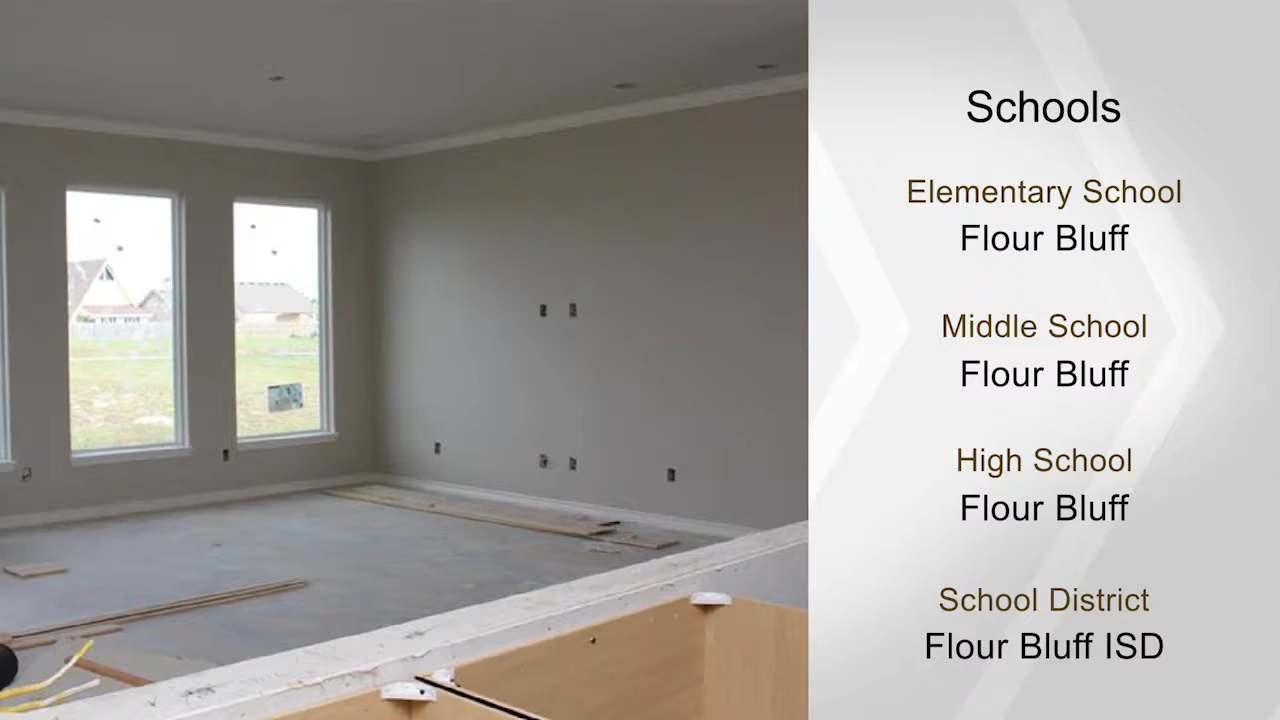 Schools
Elementary School
Flour Bluff
Middle School
Flour Bluff
High School
Flour Bluff
School District
Flour Bluff ISD